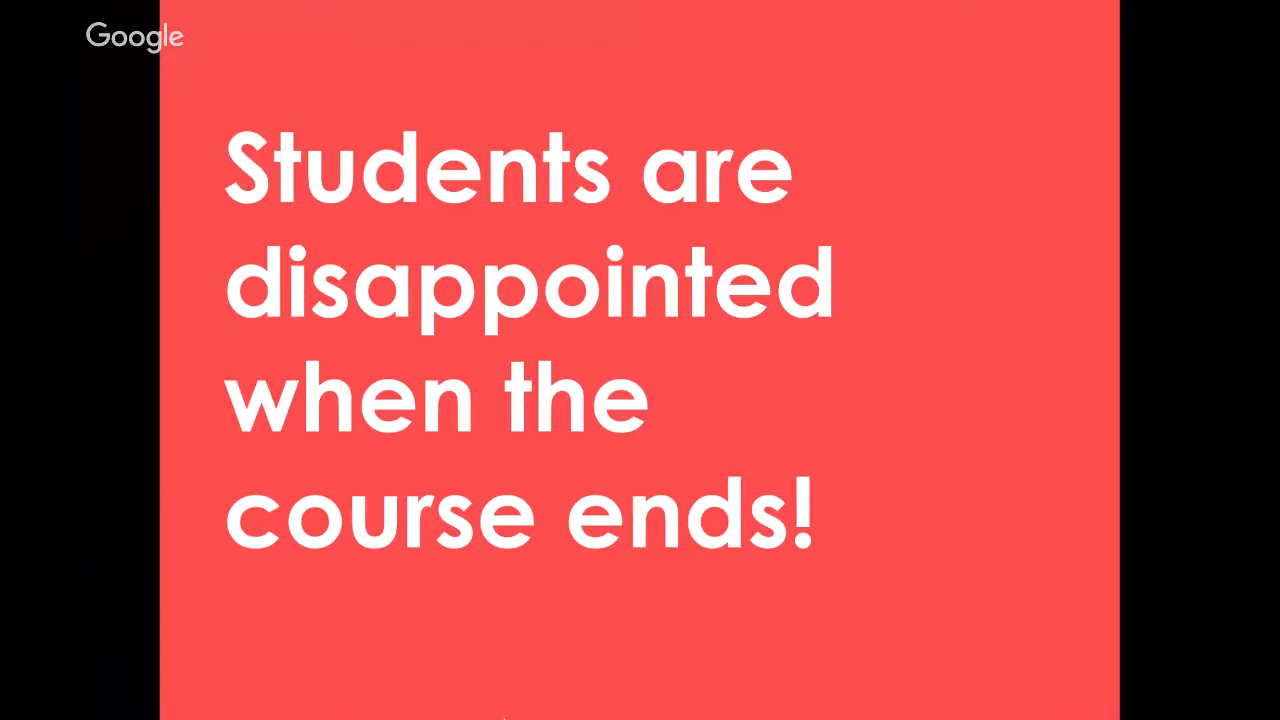 Google
Students are
disappointed
when the
course ends!